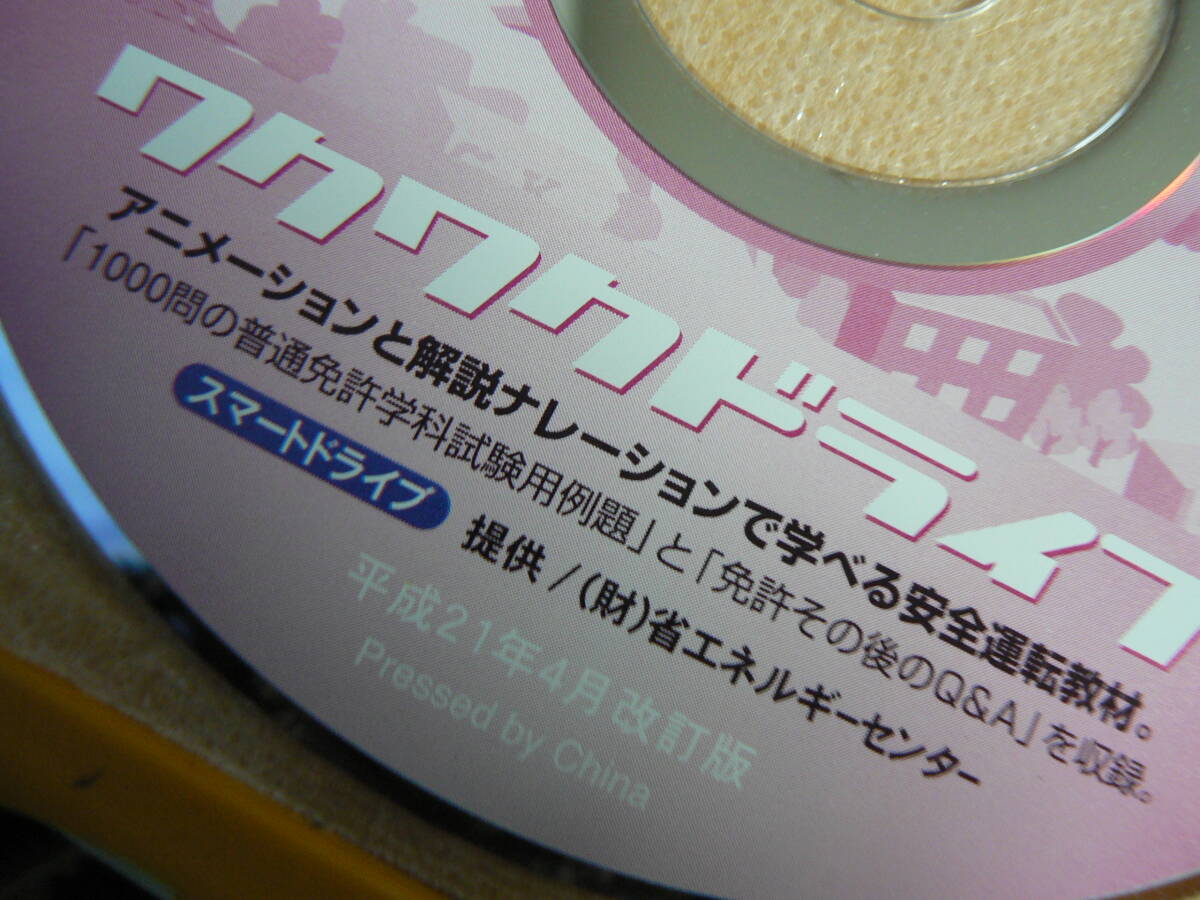 ワクワクドライブ
アニメーションと解説ナレーションで学べる安全運転教材。
「1000問の普通免許学科試験用例題」と「免許その後のQ&A」を収録。
スマートドライブ 提供/(財)省エネルギーセンター
平成21年4月改訂版
Pressed by China